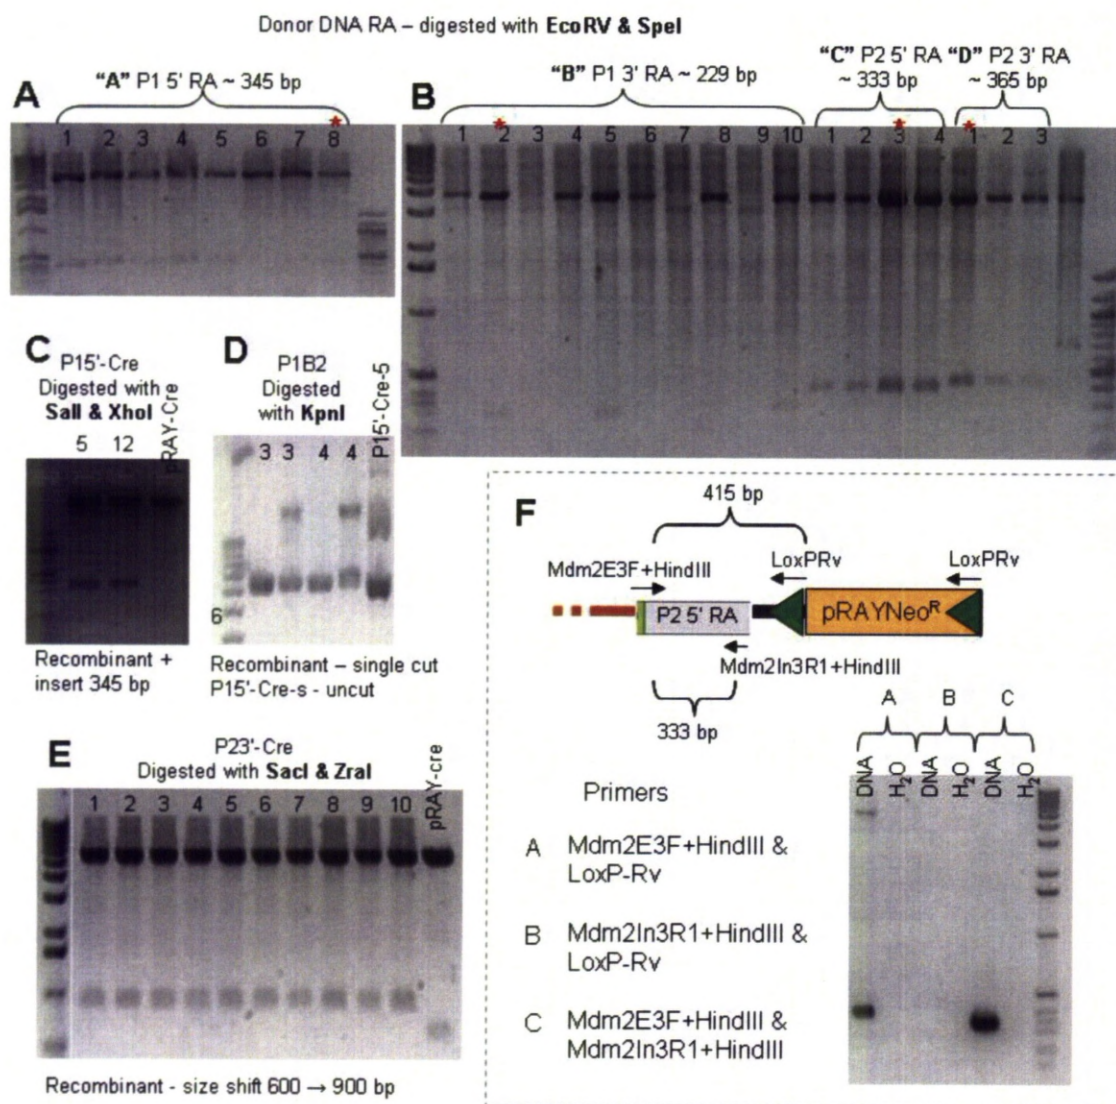 Donor DNA RA – digested with EcoRV & SpeI
A
"A" P1 5' RA ~ 345 bp
1 2 3 4 5 6 7 8
*
B
"B" P1 3' RA ~ 229 bp
"C" P2 5' RA
~ 333 bp
"D" P2 3' RA
~ 365 bp
1 2 3 4 5 6 7 8 9 10 1 2 3 4 1 2 3
* * *
C
P15'-Cre
Digested with
SalI & XhoI
5 12
pRAY-Cre
Recombinant +
insert 345 bp
D
P1B2
Digested
with KpnI
3 3 4 4
P15'-Cre-5
6
Recombinant – single cut
P15'-Cre-s - uncut
E
P23'-Cre
Digested with SacI & ZraI
1 2 3 4 5 6 7 8 9 10
pRAY-cre
Recombinant - size shift 600 → 900 bp
F
415 bp
Mdm2E3F+HindIII
LoxPRv
LoxPRv
P2 5' RA
pRAYNeoR
Mdm2In3R1+HindIII
333 bp
A B C
DNA H2O DNA H2O DNA H2O
Primers
A Mdm2E3F+HindIII &
LoxP-Rv
B Mdm2In3R1+HindIII &
LoxP-Rv
C Mdm2E3F+HindIII &
Mdm2In3R1+HindIII